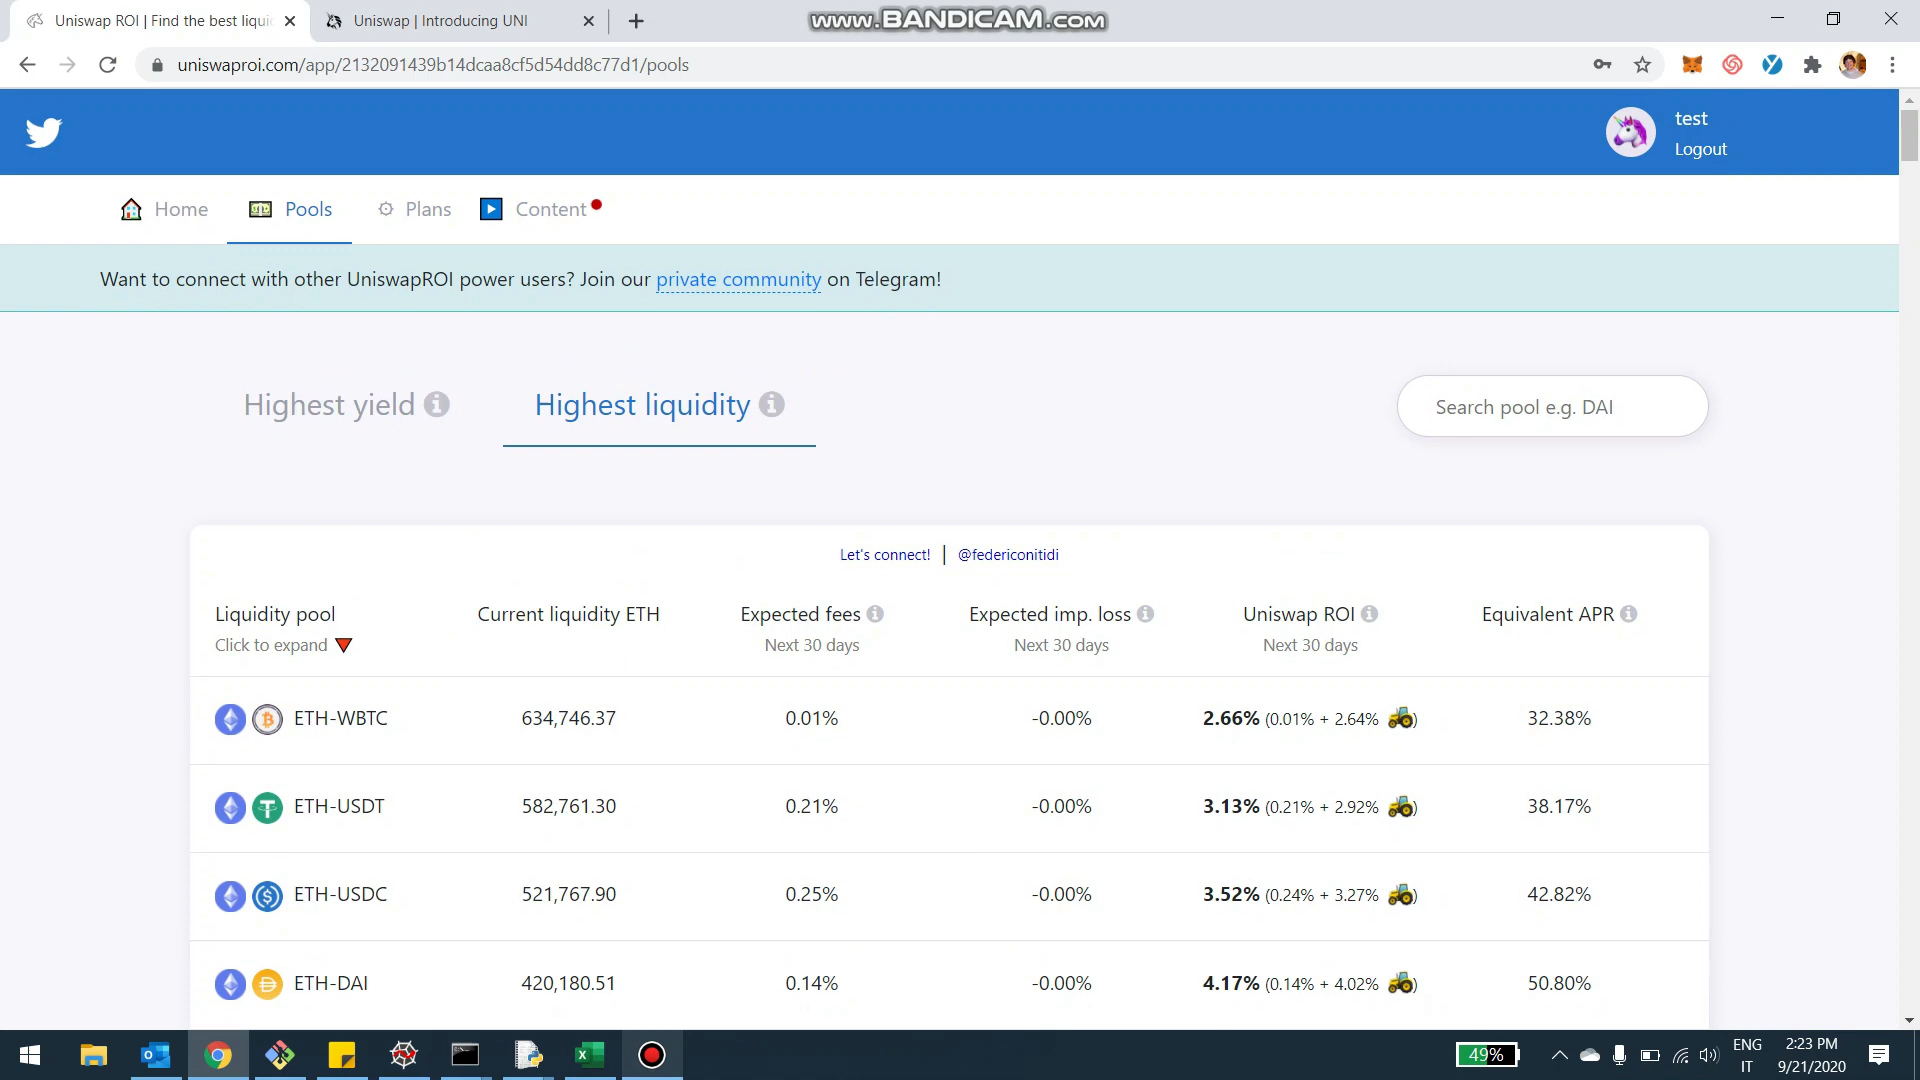 Uniswap ROI | Find the best liquid
Uniswap | Introducing UNI
www.BANDICAM.com
uniswaproi.com/app/2132091439b14dcaa8cf5d54dd8c77d1/pools
test
Logout
Home
Pools
Plans
Content
Want to connect with other UniswapROI power users? Join our private community on Telegram!
Highest yield
Highest liquidity
Search pool e.g. DAI
Let's connect! | @federiconitidi
Liquidity pool Current liquidity ETH Expected fees Expected imp. loss Uniswap ROI Equivalent APR
Click to expand Next 30 days Next 30 days Next 30 days
ETH-WBTC 634,746.37 0.01% -0.00% 2.66% (0.01% + 2.64% 🚜) 32.38%
ETH-USDT 582,761.30 0.21% -0.00% 3.13% (0.21% + 2.92% 🚜) 38.17%
ETH-USDC 521,767.90 0.25% -0.00% 3.52% (0.24% + 3.27% 🚜) 42.82%
ETH-DAI 420,180.51 0.14% -0.00% 4.17% (0.14% + 4.02% 🚜) 50.80%
49%
ENG
IT
2:23 PM
9/21/2020